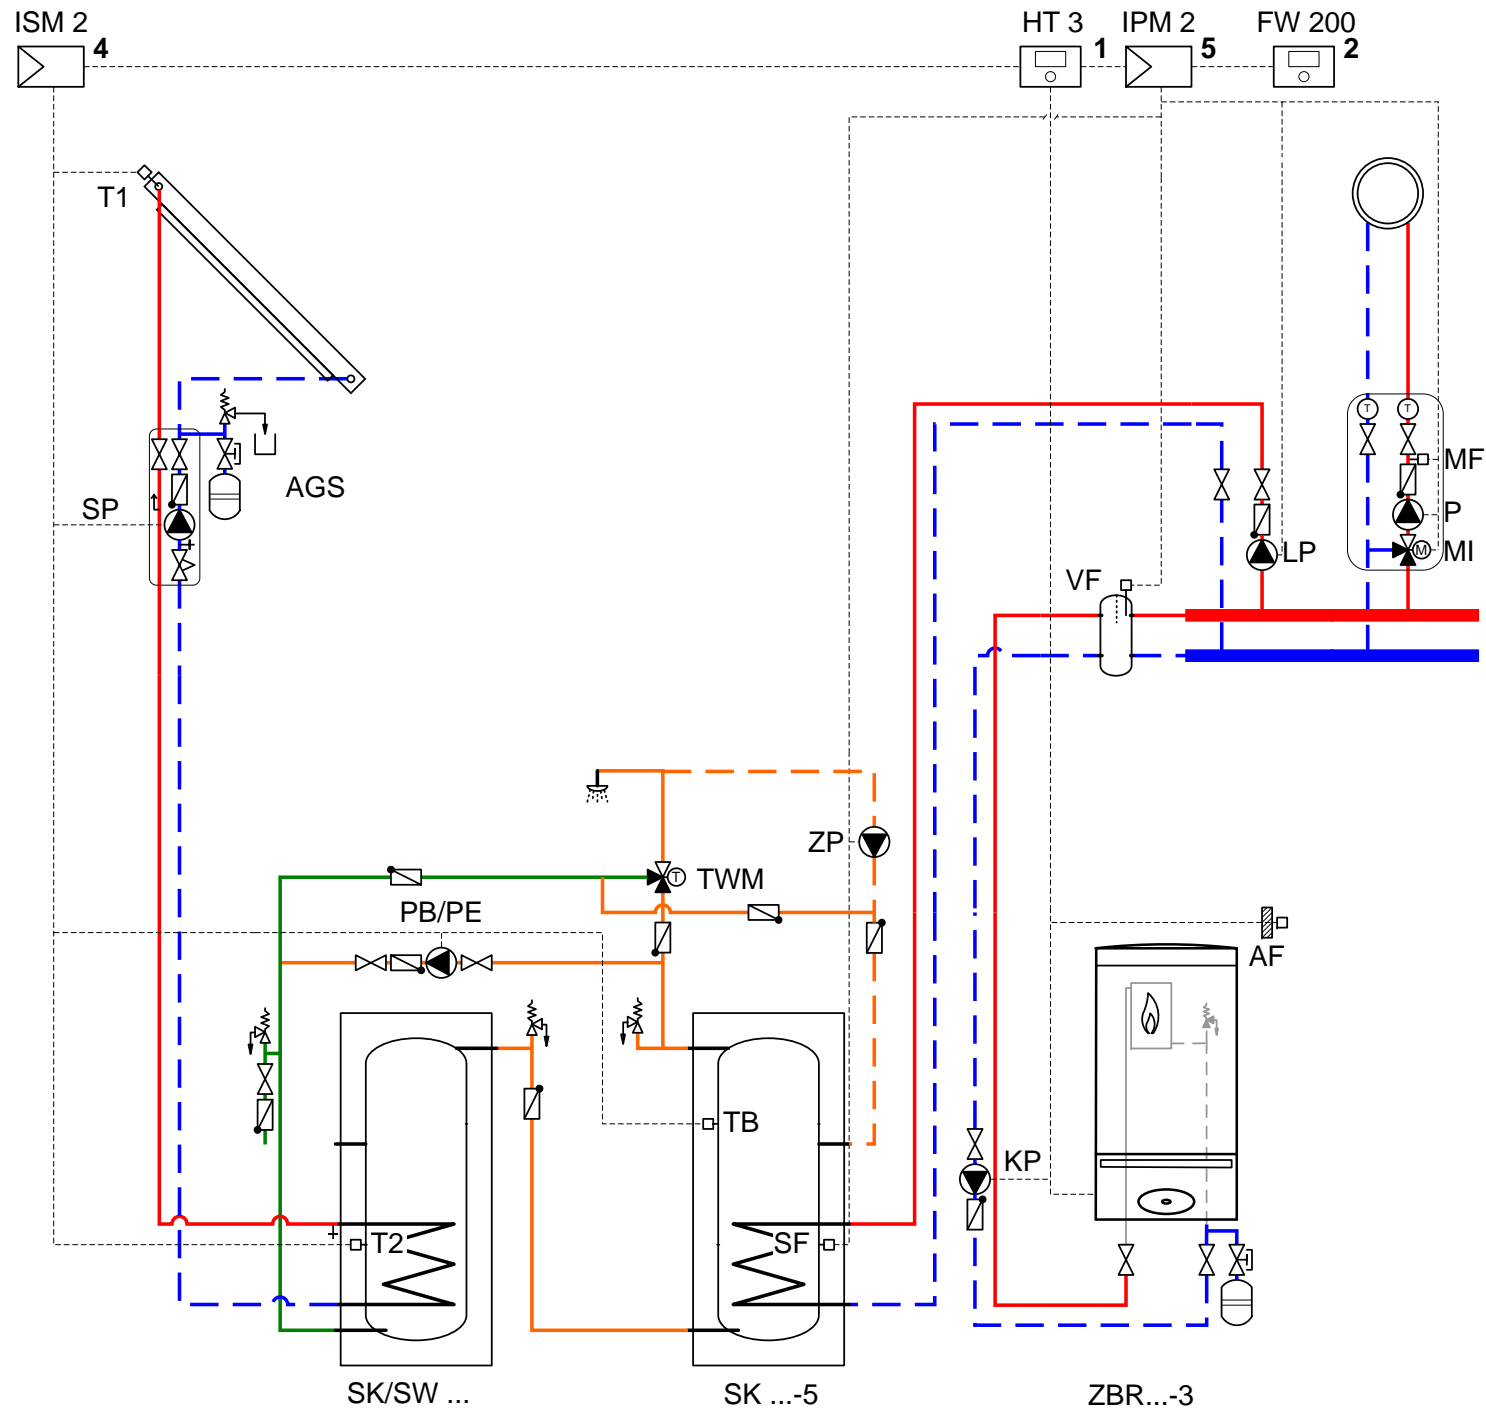 ISM 2
4
HT 3
1
IPM 2
5
FW 200
2
T1
AGS
SP
T
T
MF
P
M
MI
LP
VF
ZP
T
TWM
PB/PE
AF
TB
KP
T2
SF
SK/SW ...
SK ...-5
ZBR...-3